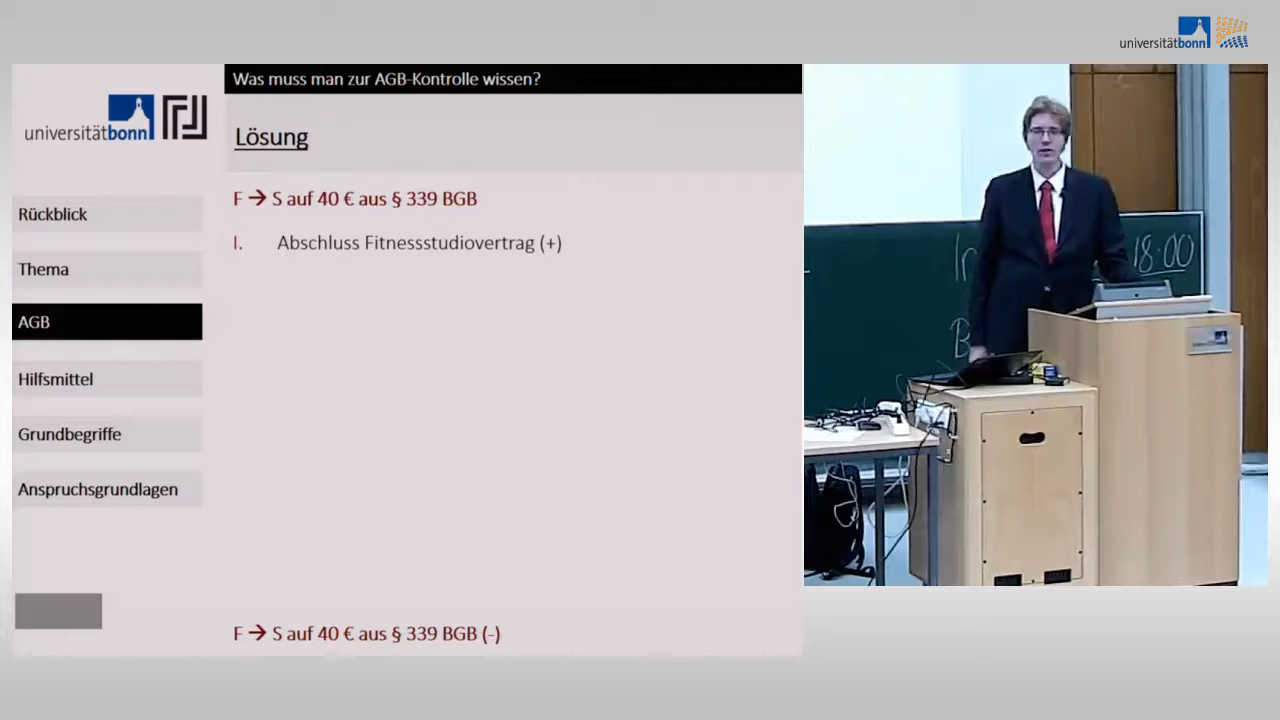 universitätbonn
Was muss man zur AGB-Kontrolle wissen?
universitätbonn
Lösung
Rückblick
Thema
AGB
Hilfsmittel
Grundbegriffe
Anspruchsgrundlagen
F → S auf 40 € aus § 339 BGB
I. Abschluss Fitnessstudiovertrag (+)
F → S auf 40 € aus § 339 BGB (-)
18:00